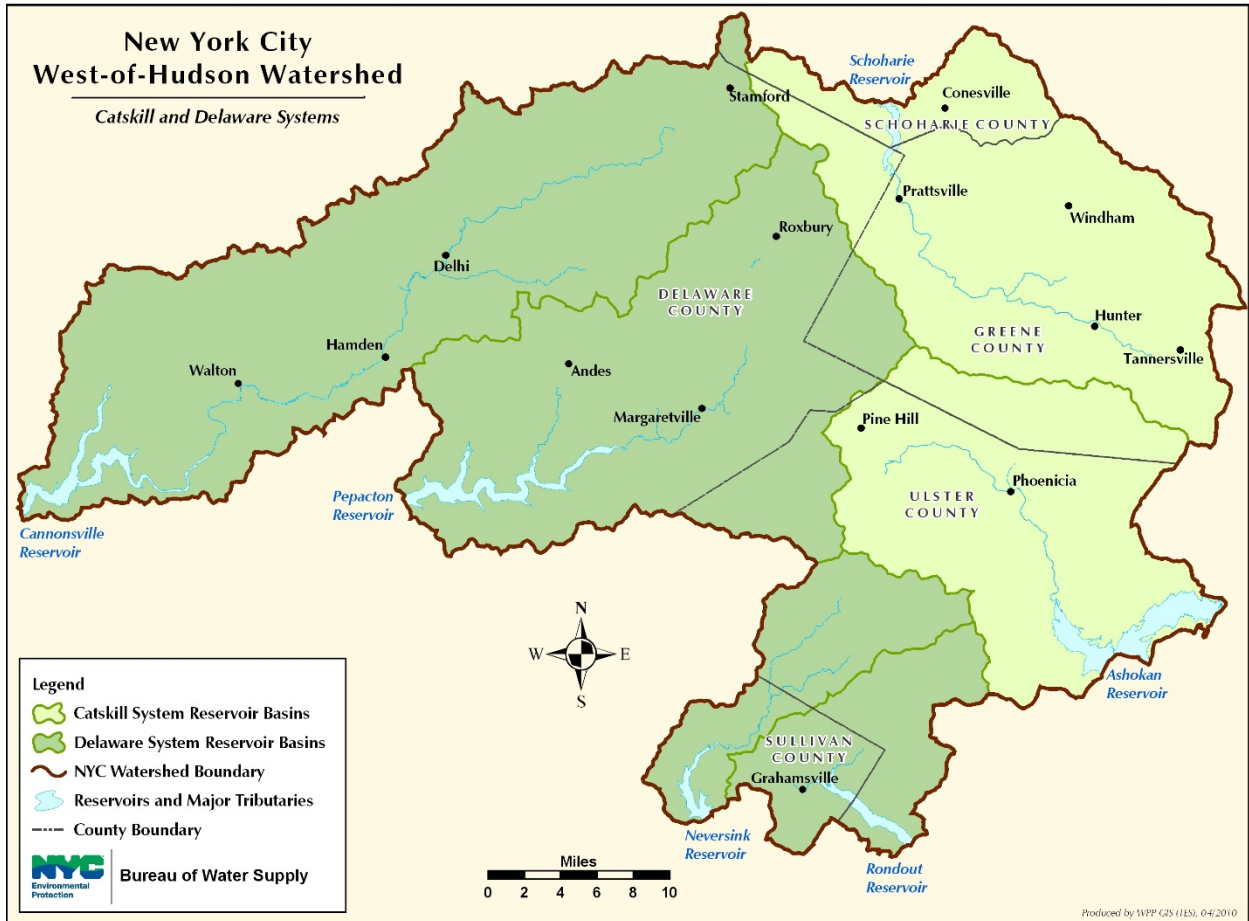 New York City
West-of-Hudson Watershed
Catskill and Delaware Systems
Schoharie
Reservoir
Stamford
Conesville
SCHOHARIE COUNTY
Prattsville
Windham
Roxbury
Delhi
DELAWARE
COUNTY
Hunter
GREENE
COUNTY
Tannersville
Hamden
Walton
Andes
Margaretville
Pine Hill
Phoenicia
ULSTER
COUNTY
Pepacton
Reservoir
Cannonsville
Reservoir
N
W
E
S
Ashokan
Reservoir
SULLIVAN
COUNTY
Grahamsville
Neversink
Reservoir
Rondout
Reservoir
Legend
Catskill System Reservoir Basins
Delaware System Reservoir Basins
NYC Watershed Boundary
Reservoirs and Major Tributaries
County Boundary
NYC
Environmental
Protection
Bureau of Water Supply
Miles
0 2 4 6 8 10
Produced by WPP GIS (TES), 04/2010